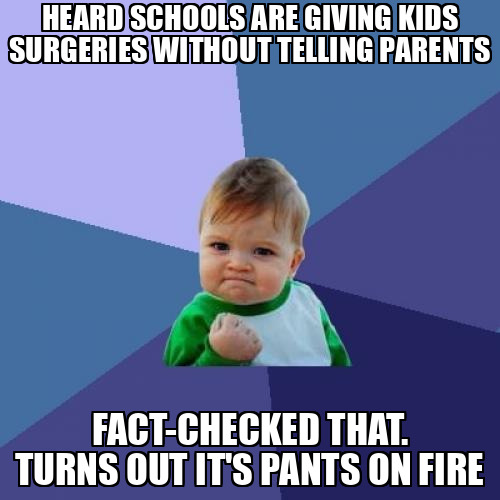 HEARD SCHOOLS ARE GIVING KIDS
SURGERIES WITHOUT TELLING PARENTS
FACT-CHECKED THAT.
TURNS OUT IT'S PANTS ON FIRE